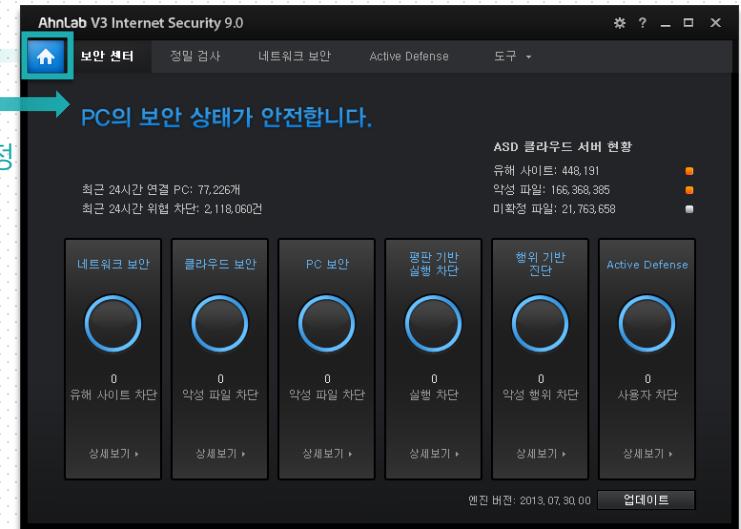 AhnLab V3 Internet Security 9.0
보안 센터 정밀 검사 네트워크 보안 Active Defense 도구
PC의 보안 상태가 안전합니다.
정
ASD 클라우드 서버 현황
유해 사이트: 448,191
최근 24시간 연결 PC: 77,226개
악성 파일: 166,368,385
최근 24시간 위협 차단: 2,118,060건
미확정 파일: 21,763,658
네트워크 보안
0
유해 사이트 차단
상세보기
클라우드 보안
0
악성 파일 차단
상세보기
PC 보안
0
악성 파일 차단
상세보기
평판 기반
실행 차단
0
실행 차단
상세보기
행위 기반
진단
0
악성 행위 차단
상세보기
Active Defense
0
사용자 차단
상세보기
엔진 버전: 2013, 07, 30, 00 업데이트